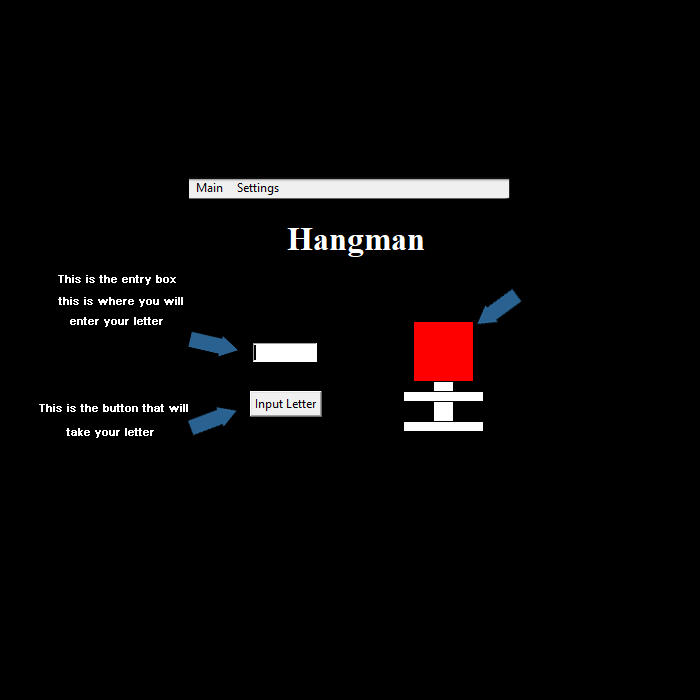 Main Settings
Hangman
This is the entry box
this is where you will
enter your letter
This is the button that will
take your letter
Input Letter